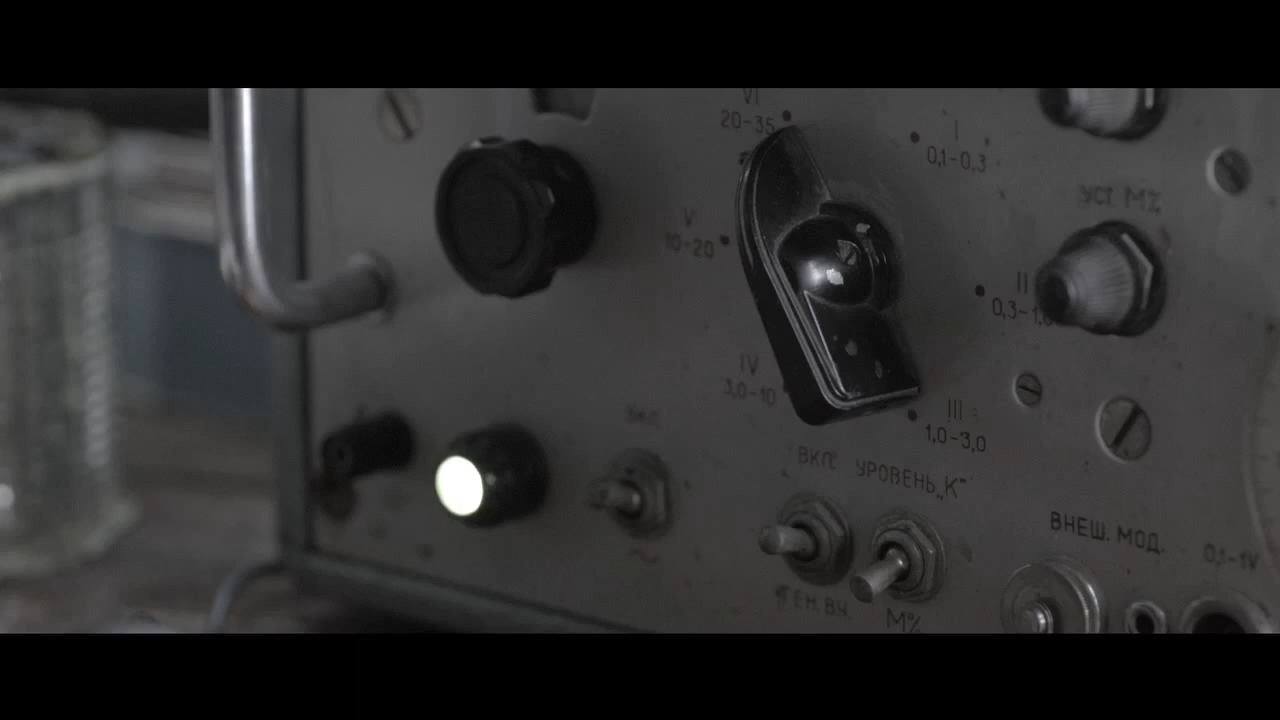 VI
20-35
I
0,1-0,3
V
10-20
УСТ М%
II
0,3-1,0
IV
3,0-10
III
1,0-3,0
ВКЛ.
ВКЛ. УРОВЕНЬ „К"
ВНЕШ. МОД.
0,1-1V
ГЕН. ВЧ
М%